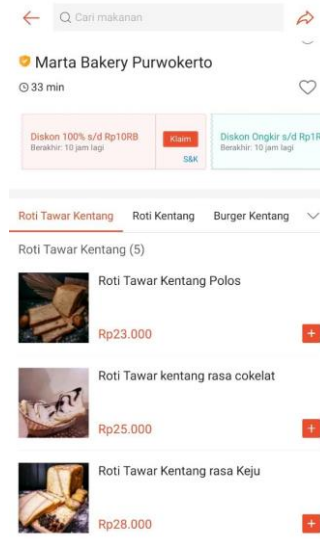 Cari makanan
Marta Bakery Purwokerto
33 min
Diskon 100% s/d Rp10RB
Berakhir: 10 jam lagi
Klaim
S&K
Diskon Ongkir s/d Rp1R
Berakhir: 10 jam lagi
Roti Tawar Kentang
Roti Kentang
Burger Kentang
Roti Tawar Kentang (5)
Roti Tawar Kentang Polos
Rp23.000
Roti Tawar kentang rasa cokelat
Rp25.000
Roti Tawar Kentang rasa Keju
Rp28.000